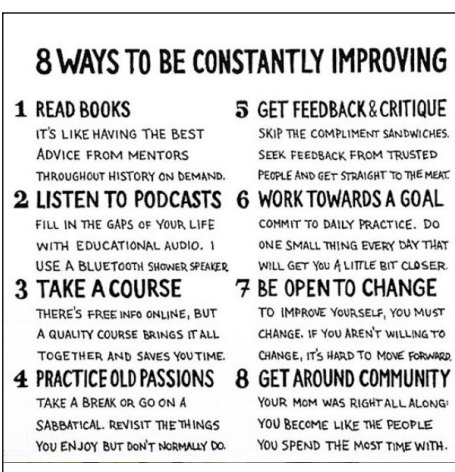 8 WAYS TO BE CONSTANTLY IMPROVING
1 READ BOOKS
IT'S LIKE HAVING THE BEST
ADVICE FROM MENTORS
THROUGHOUT HISTORY ON DEMAND.
2 LISTEN TO PODCASTS
FILL IN THE GAPS OF YOUR LIFE
WITH EDUCATIONAL AUDIO. I
USE A BLUETOOTH SHOWER SPEAKER
3 TAKE A COURSE
THERE'S FREE INFO ONLINE, BUT
A QUALITY COURSE BRINGS IT ALL
TOGETHER AND SAVES YOU TIME.
4 PRACTICE OLD PASSIONS
TAKE A BREAK OR GO ON A
SABBATICAL. REVISIT THE THINGS
YOU ENJOY BUT DON'T NORMALLY DO.
5 GET FEEDBACK & CRITIQUE
SKIP THE COMPLIMENT SANDWICHES.
SEEK FEEDBACK FROM TRUSTED
PEOPLE AND GET STRAIGHT TO THE MEAT.
6 WORK TOWARDS A GOAL
COMMIT TO DAILY PRACTICE. DO
ONE SMALL THING EVERY DAY THAT
WILL GET YOU A LITTLE BIT CLOSER.
7 BE OPEN TO CHANGE
TO IMPROVE YOURSELF, YOU MUST
CHANGE. IF YOU AREN'T WILLING TO
CHANGE, IT'S HARD TO MOVE FORWARD.
8 GET AROUND COMMUNITY
YOUR MOM WAS RIGHT ALL ALONG:
YOU BECOME LIKE THE PEOPLE
YOU SPEND THE MOST TIME WITH.